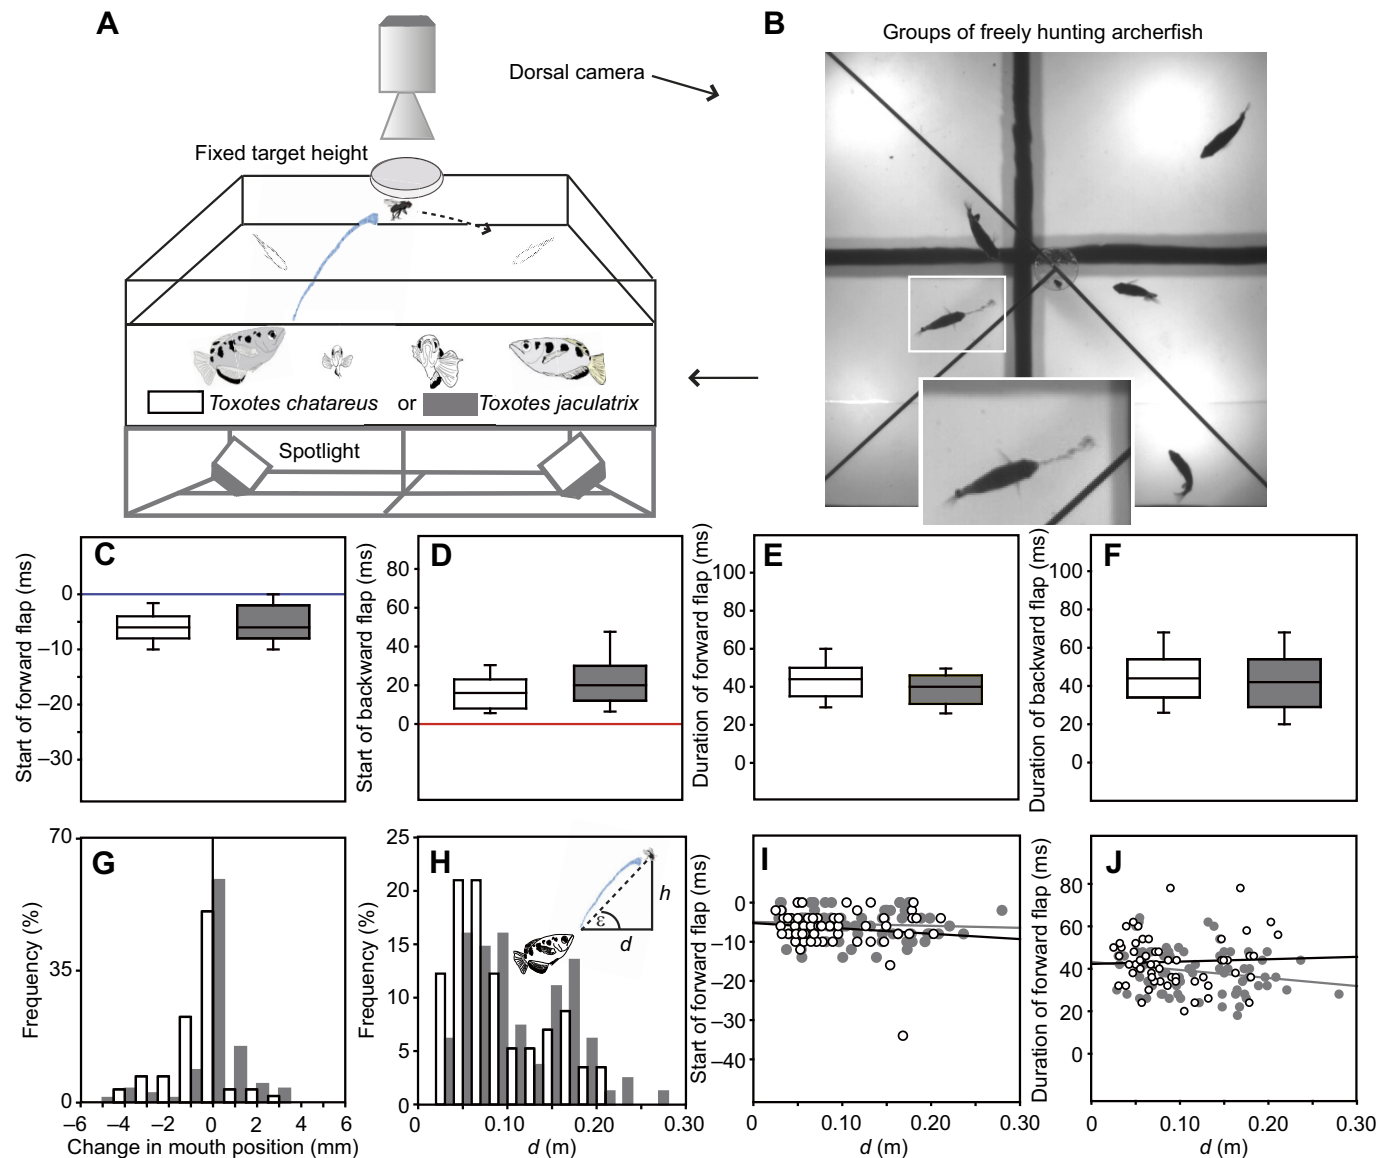 A
Dorsal camera
Fixed target height
Toxotes chatareus or Toxotes jaculatrix
Spotlight
B
Groups of freely hunting archerfish
C
Start of forward flap (ms)
0
–10
–20
–30
D
Start of backward flap (ms)
80
60
40
20
0
E
Duration of forward flap (ms)
100
80
60
40
20
0
F
Duration of backward flap (ms)
100
80
60
40
20
0
G
Frequency (%)
70
35
0
–6 –4 –2 0 2 4 6
Change in mouth position (mm)
H
Frequency (%)
25
20
15
10
5
0
h
ε
d
0 0.10 0.20 0.30
d (m)
I
Start of forward flap (ms)
0
–10
–20
–30
–40
0 0.10 0.20 0.30
d (m)
J
Duration of forward flap (ms)
80
60
40
20
0
0 0.10 0.20 0.30
d (m)